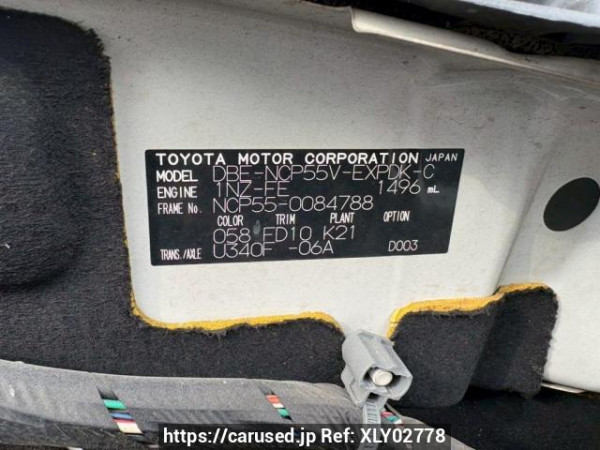 TOYOTA MOTOR CORPORATION JAPAN
MODEL DBE-NCP55V-EXPDK-C
ENGINE 1NZ-FE 1496 mL
FRAME No. NCP55-0084788
COLOR TRIM PLANT OPTION
058 FD10 K21
TRANS./AXLE U340F -06A D003
https://carused.jp Ref: XLY02778